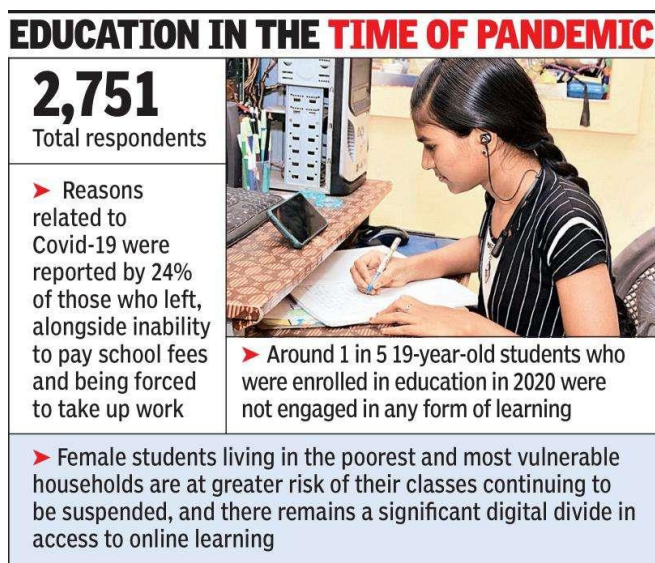 EDUCATION IN THE TIME OF PANDEMIC
2,751
Total respondents
➤ Reasons
related to
Covid-19 were
reported by 24%
of those who left,
alongside inability
to pay school fees
and being forced
to take up work
➤ Around 1 in 5 19-year-old students who
were enrolled in education in 2020 were
not engaged in any form of learning
➤ Female students living in the poorest and most vulnerable
households are at greater risk of their classes continuing to
be suspended, and there remains a significant digital divide in
access to online learning